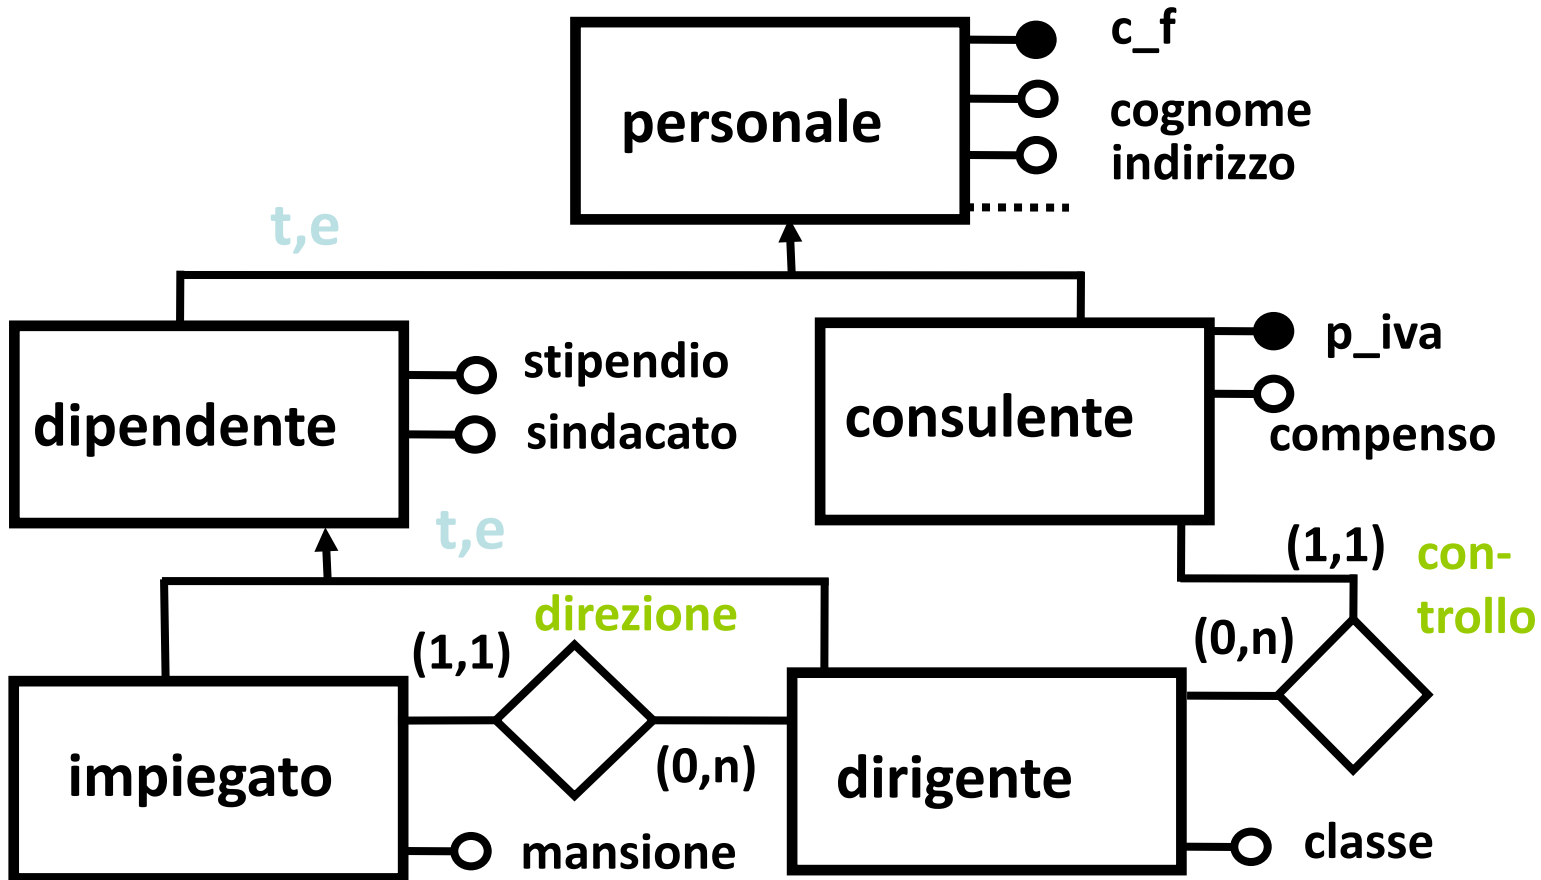 c_f
personale
cognome
indirizzo
t,e
stipendio
p_iva
dipendente
sindacato
consulente
compenso
t,e
(1,1)
con-
trollo
direzione
(1,1)
(0,n)
impiegato
(0,n)
dirigente
mansione
classe